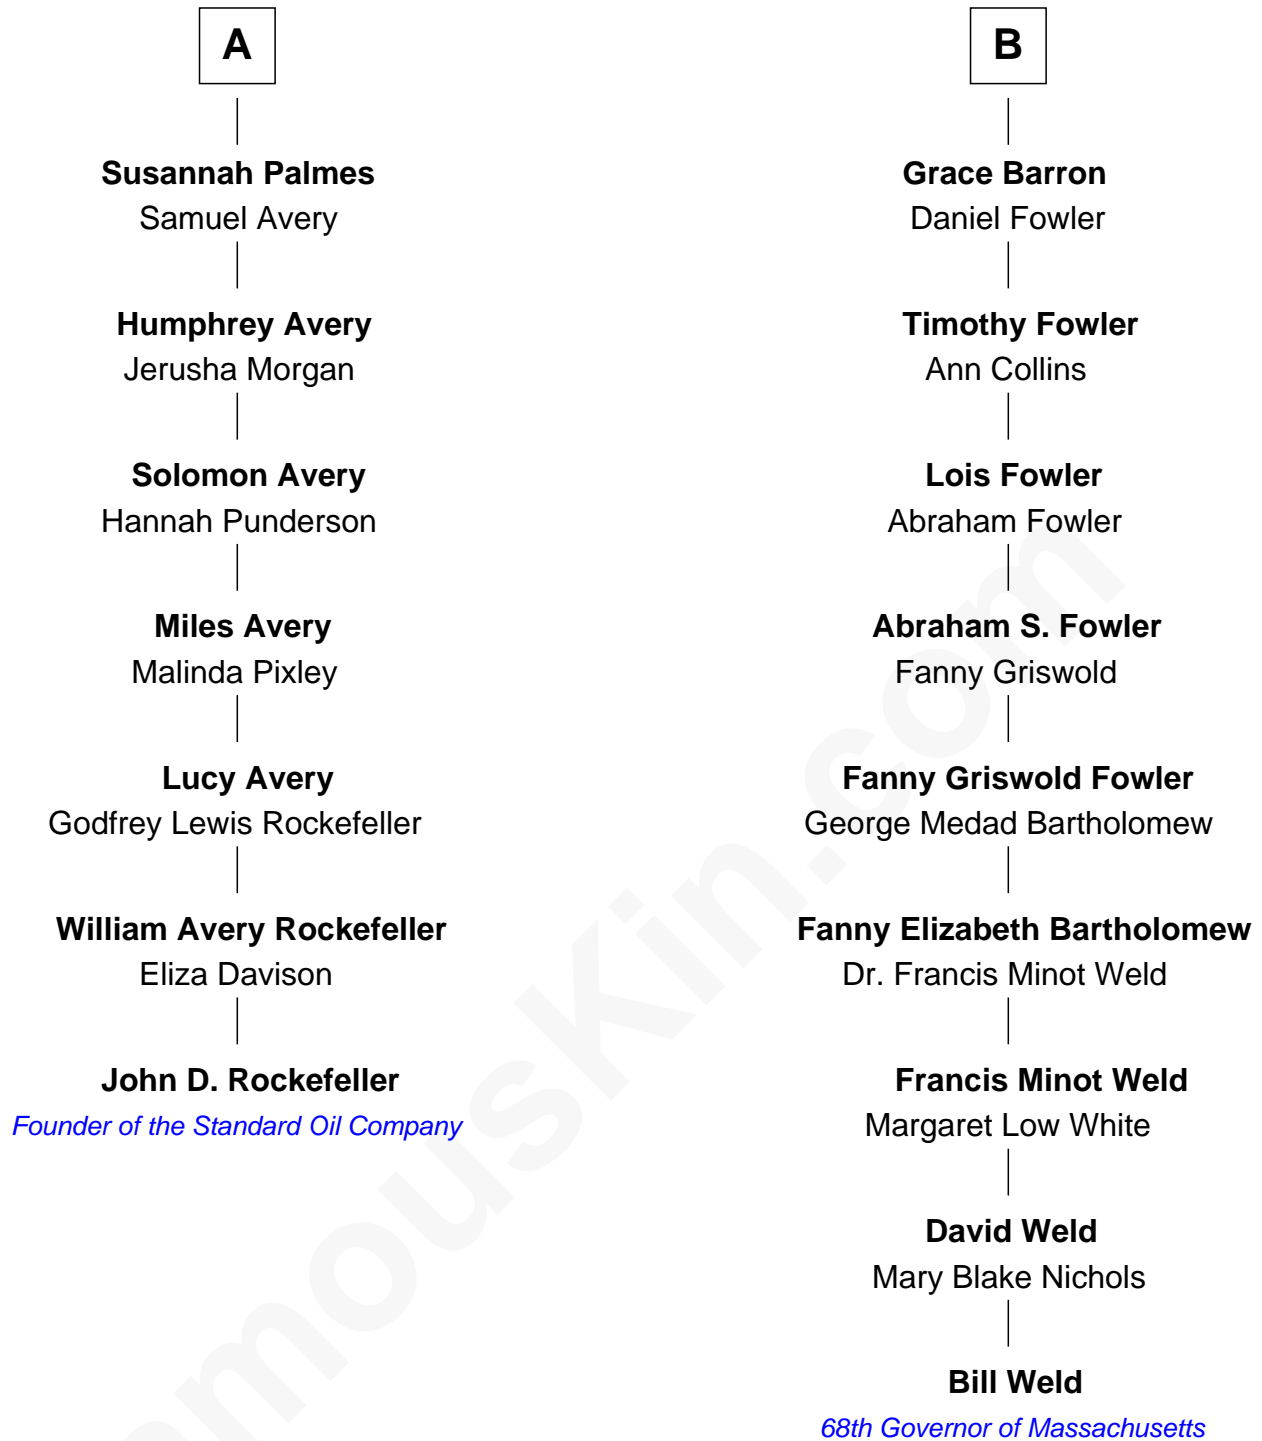 A
Susannah Palmes
Samuel Avery
Humphrey Avery
Jerusha Morgan
Solomon Avery
Hannah Punderson
Miles Avery
Malinda Pixley
Lucy Avery
Godfrey Lewis Rockefeller
William Avery Rockefeller
Eliza Davison
John D. Rockefeller
Founder of the Standard Oil Company
B
Grace Barron
Daniel Fowler
Timothy Fowler
Ann Collins
Lois Fowler
Abraham Fowler
Abraham S. Fowler
Fanny Griswold
Fanny Griswold Fowler
George Medad Bartholomew
Fanny Elizabeth Bartholomew
Dr. Francis Minot Weld
Francis Minot Weld
Margaret Low White
David Weld
Mary Blake Nichols
Bill Weld
68th Governor of Massachusetts
amousKin.com